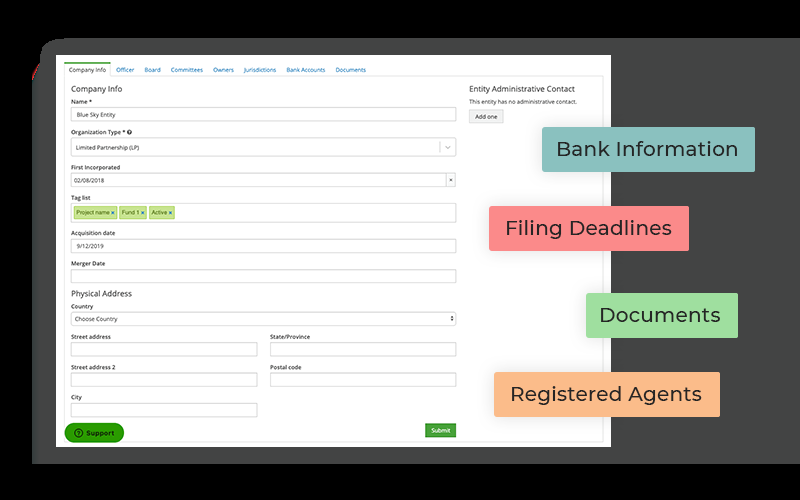 Company Info Officer Board Committees Owners Jurisdictions Bank Accounts Documents
Company Info
Name *
Blue Sky Entity
Organization Type *
Limited Partnership (LP)
First Incorporated
02/08/2018 ×
Tag list
Project name × Fund 1 × Active ×
Acquisition date
9/12/2019
Merger Date
Physical Address
Country
Choose Country
Street address State/Province
Street address 2 Postal code
City
Support
Submit
Entity Administrative Contact
This entity has no administrative contact.
Add one
Bank Information
Filing Deadlines
Documents
Registered Agents